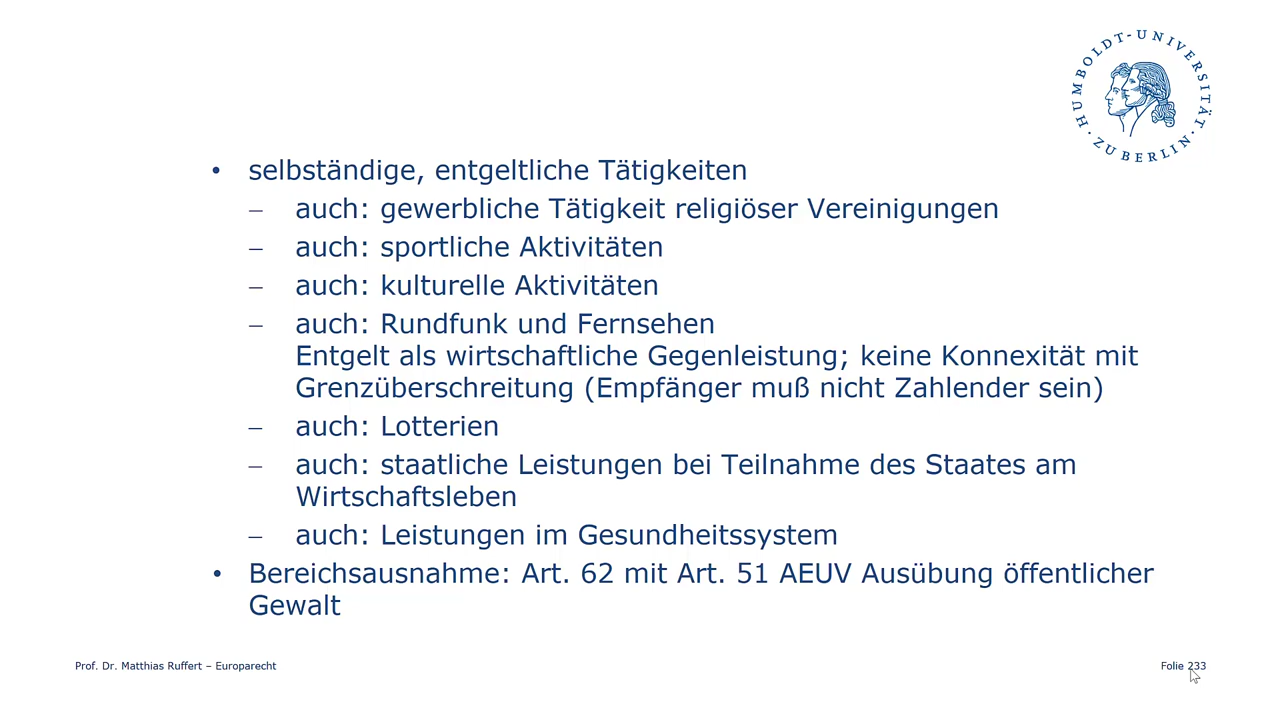 HUMBOLDT-UNIVERSITÄT
ZU BERLIN
• selbständige, entgeltliche Tätigkeiten
– auch: gewerbliche Tätigkeit religiöser Vereinigungen
– auch: sportliche Aktivitäten
– auch: kulturelle Aktivitäten
– auch: Rundfunk und Fernsehen
Entgelt als wirtschaftliche Gegenleistung; keine Konnexität mit
Grenzüberschreitung (Empfänger muß nicht Zahlender sein)
– auch: Lotterien
– auch: staatliche Leistungen bei Teilnahme des Staates am
Wirtschaftsleben
– auch: Leistungen im Gesundheitssystem
• Bereichsausnahme: Art. 62 mit Art. 51 AEUV Ausübung öffentlicher
Gewalt
Prof. Dr. Matthias Ruffert – Europarecht
Folie 233